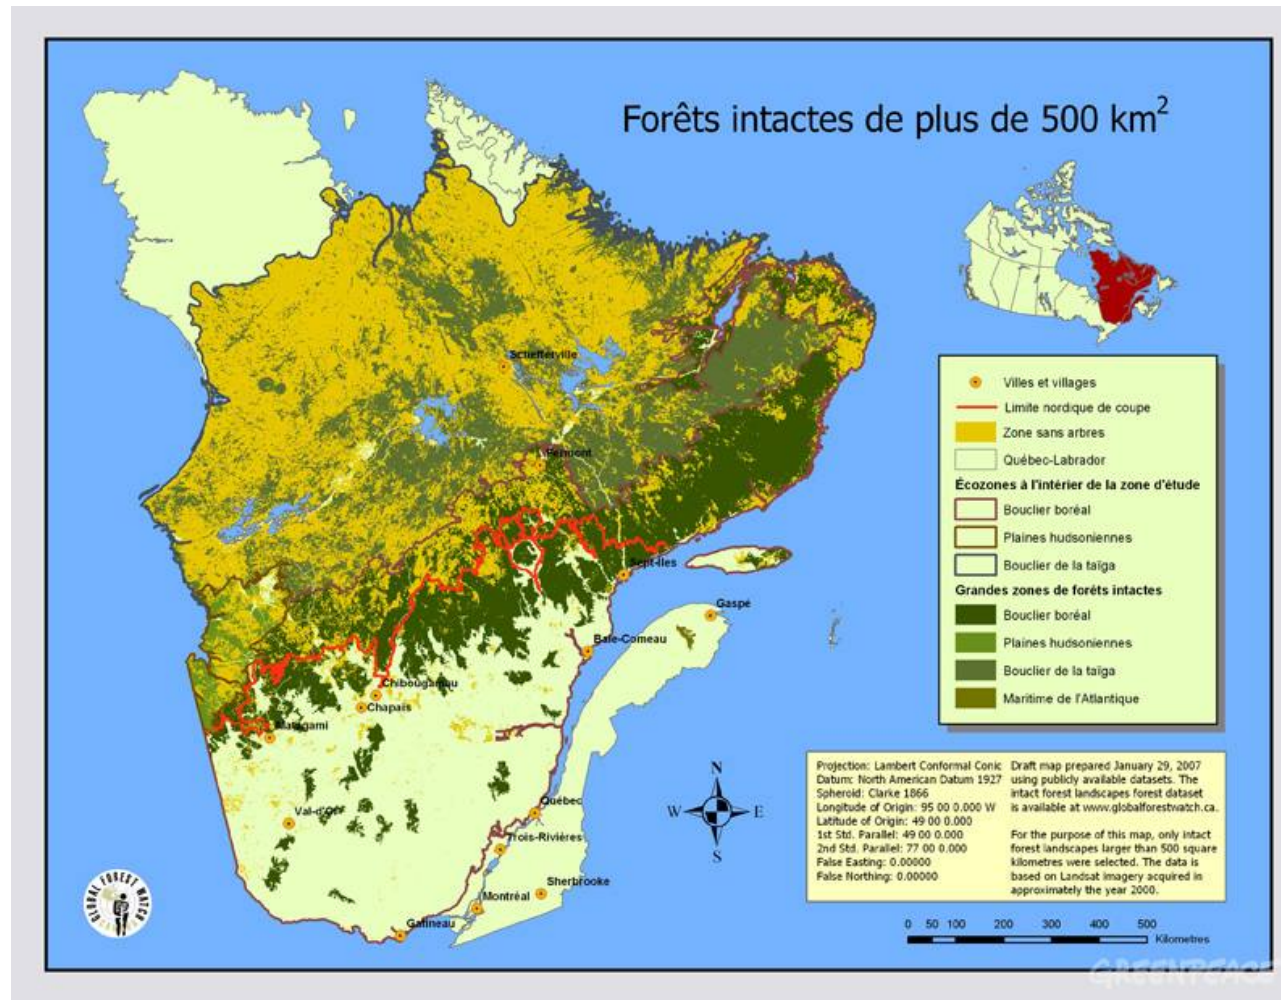 Forêts intactes de plus de 500 km²
Schefferville
Fermont
Sept-Iles
Gaspé
Baie-Comeau
Chibougamau
Chapais
Matagami
Val-d'Or
Québec
Trois-Rivières
Sherbrooke
Montréal
Gatineau
Villes et villages
Limite nordique de coupe
Zone sans arbres
Québec-Labrador
Écozones à l'intérier de la zone d'étude
Bouclier boréal
Plaines hudsoniennes
Bouclier de la taïga
Grandes zones de forêts intactes
Bouclier boréal
Plaines hudsoniennes
Bouclier de la taïga
Maritime de l'Atlantique
N
W E
S
Projection: Lambert Conformal Conic
Datum: North American Datum 1927
Spheroid: Clarke 1866
Longitude of Origin: 95 00 0.000 W
Latitude of Origin: 49 00 0.000
1st Std. Parallel: 49 00 0.000
2nd Std. Parallel: 77 00 0.000
False Easting: 0.00000
False Northing: 0.00000
Draft map prepared January 29, 2007
using publicly available datasets. The
intact forest landscapes forest dataset
is available at www.globalforestwatch.ca.
For the purpose of this map, only intact
forest landscapes larger than 500 square
kilometres were selected. The data is
based on Landsat imagery acquired in
approximately the year 2000.
0 50 100 200 300 400 500
Kilometres
GLOBAL FOREST WATCH
GREENPEACE